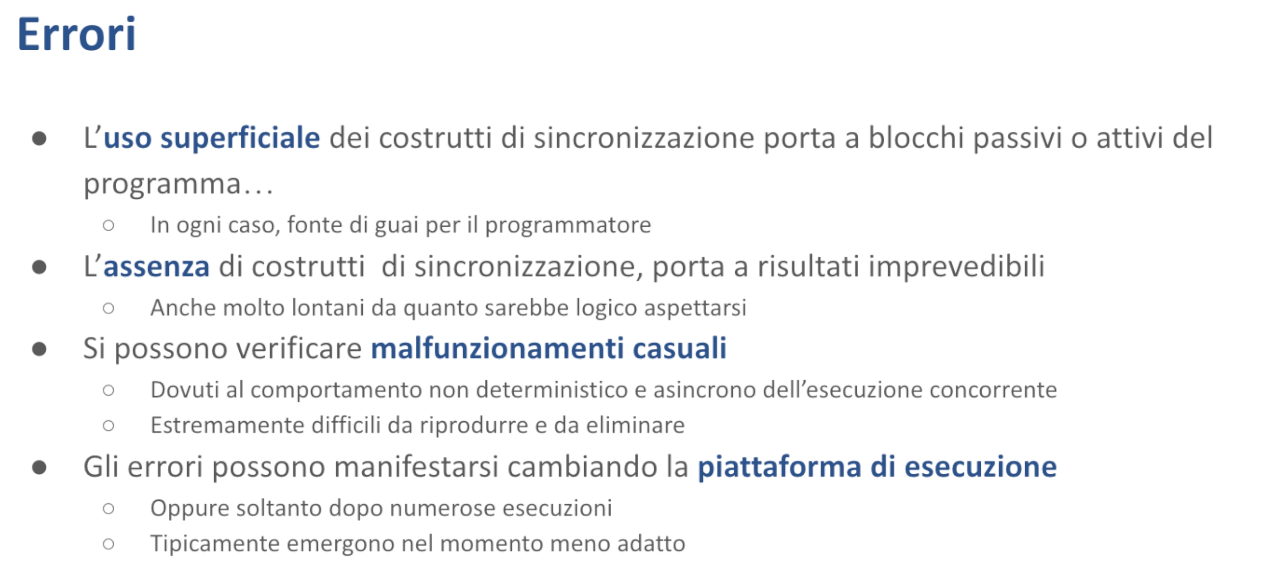 Errori
● L’uso superficiale dei costrutti di sincronizzazione porta a blocchi passivi o attivi del
programma…
○ In ogni caso, fonte di guai per il programmatore
● L’assenza di costrutti di sincronizzazione, porta a risultati imprevedibili
○ Anche molto lontani da quanto sarebbe logico aspettarsi
● Si possono verificare malfunzionamenti casuali
○ Dovuti al comportamento non deterministico e asincrono dell’esecuzione concorrente
○ Estremamente difficili da riprodurre e da eliminare
● Gli errori possono manifestarsi cambiando la piattaforma di esecuzione
○ Oppure soltanto dopo numerose esecuzioni
○ Tipicamente emergono nel momento meno adatto